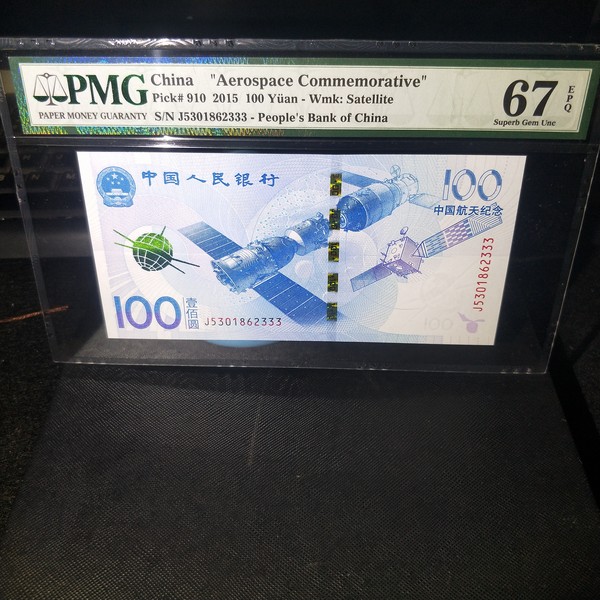 PMG
PAPER MONEY GUARANTY
China "Aerospace Commemorative"
Pick# 910 2015 100 Yüan - Wmk: Satellite
S/N J5301862333 - People's Bank of China
67
EPQ
Superb Gem Unc
中国人民银行
100
中国航天纪念
J5301862333
100
壹佰圆
J5301862333
100